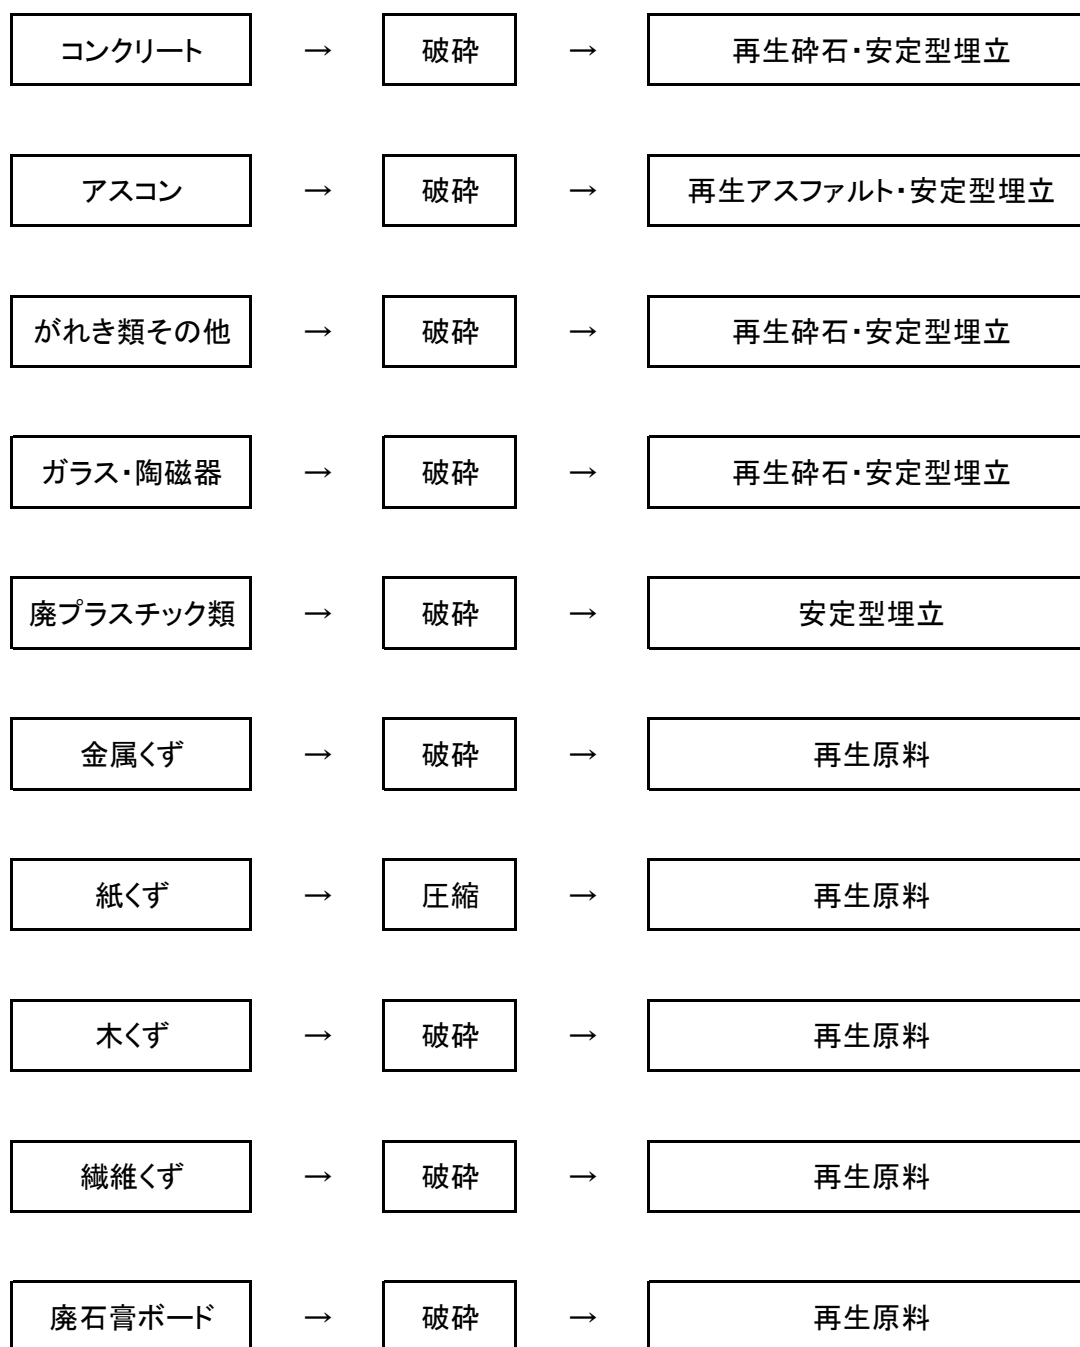 コンクリート → 破砕 → 再生砕石・安定型埋立
アスコン → 破砕 → 再生アスファルト・安定型埋立
がれき類その他 → 破砕 → 再生砕石・安定型埋立
ガラス・陶磁器 → 破砕 → 再生砕石・安定型埋立
廃プラスチック類 → 破砕 → 安定型埋立
金属くず → 破砕 → 再生原料
紙くず → 圧縮 → 再生原料
木くず → 破砕 → 再生原料
繊維くず → 破砕 → 再生原料
廃石膏ボード → 破砕 → 再生原料